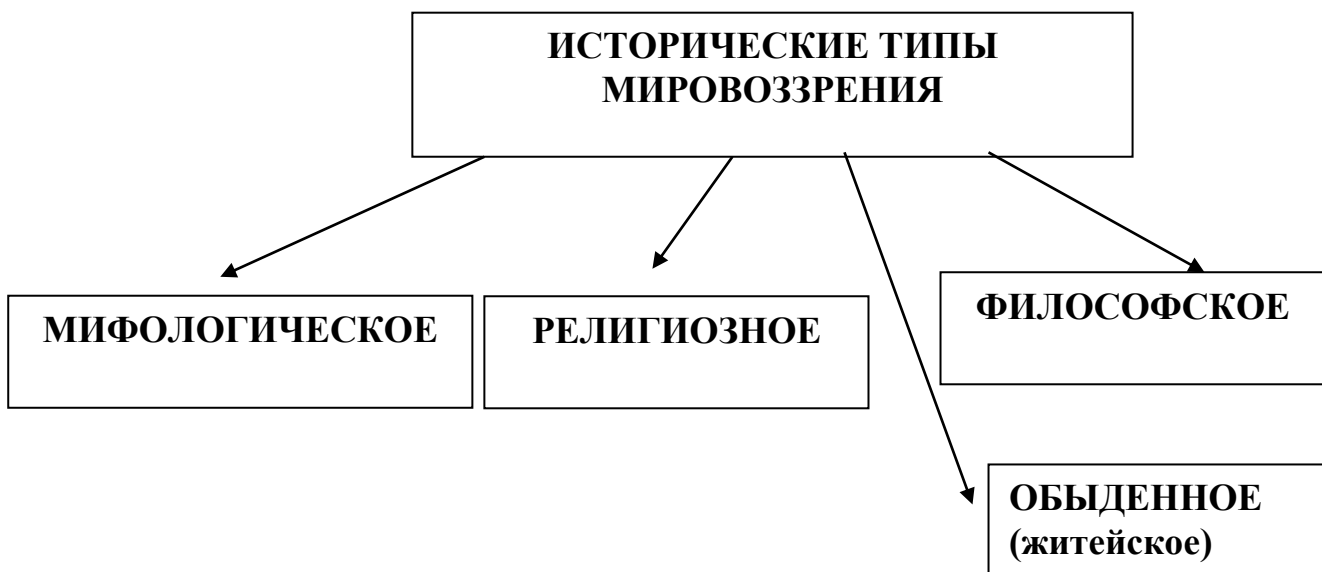 ИСТОРИЧЕСКИЕ ТИПЫ
МИРОВОЗЗРЕНИЯ
МИФОЛОГИЧЕСКОЕ
РЕЛИГИОЗНОЕ
ФИЛОСОФСКОЕ
ОБЫДЕННОЕ
(житейское)